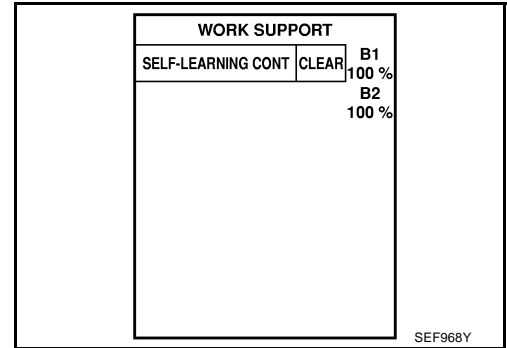 WORK SUPPORT
SELF-LEARNING CONT CLEAR B1
100 %
B2
100 %
SEF968Y